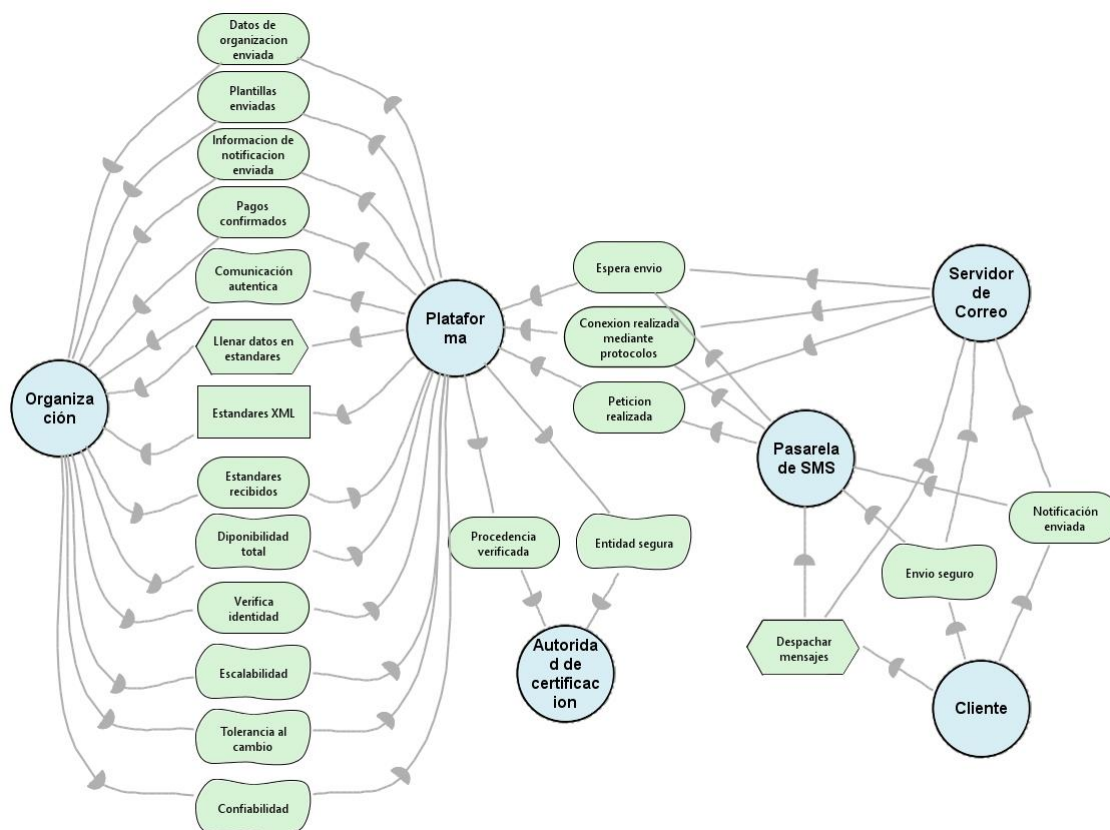 Datos de
organizacion
enviada
Plantillas
enviadas
Informacion de
notificacion
enviada
Pagos
confirmados
Comunicación
autentica
Llenar datos en
estandares
Estandares XML
Estandares
recibidos
Diponibilidad
total
Verifica
identidad
Escalabilidad
Tolerancia al
cambio
Confiabilidad
Organiza
ción
Platafor
ma
Espera envio
Conexion realizada
mediante
protocolos
Peticion
realizada
Servidor
de
Correo
Pasarela
de SMS
Procedencia
verificada
Entidad segura
Notificación
enviada
Envio seguro
Despachar
mensajes
Autorida
d de
certificac
ion
Cliente